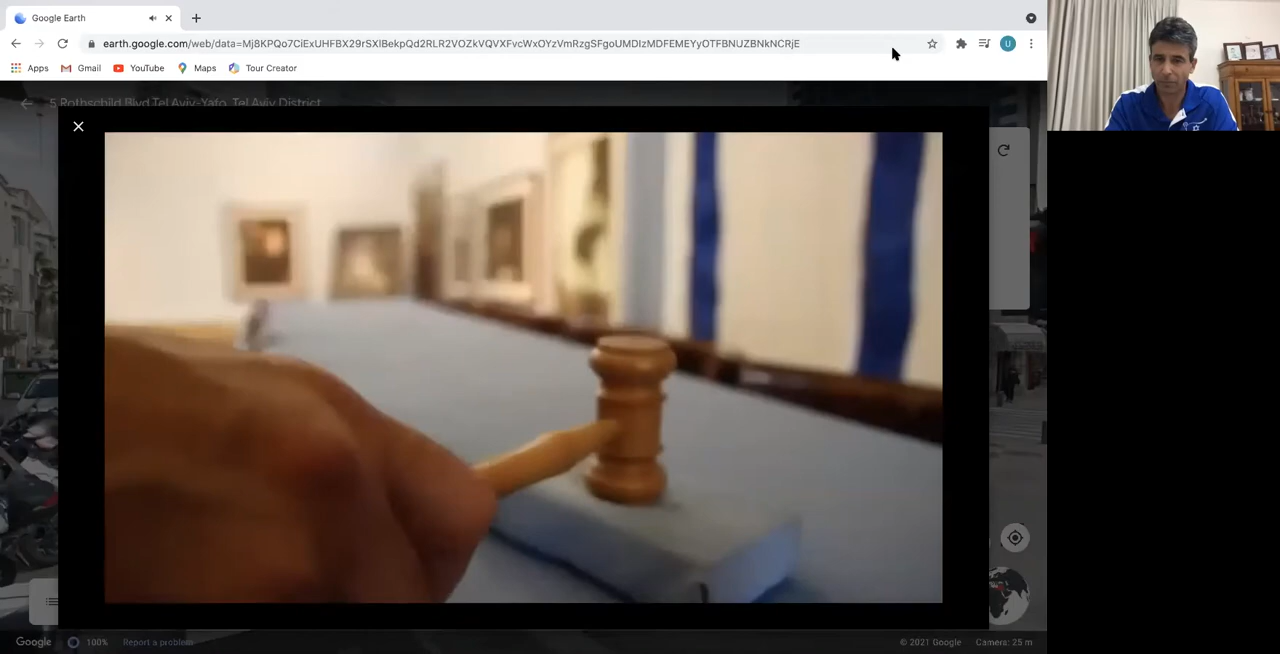 Google Earth
earth.google.com/web/data=Mj8KPQo7CiExUHFBX29rSXlBekpQd2RLR2VOZkVQVXFvcWxOYzVmRzgSFgoUMDIzMDFEMEYyOTFBNUZBNkNCRjE
Apps Gmail YouTube Maps Tour Creator
U
5 Rothschild Blvd Tel Aviv-Yafo, Tel Aviv District
Google 100% Report a problem © 2021 Google Camera: 25 m